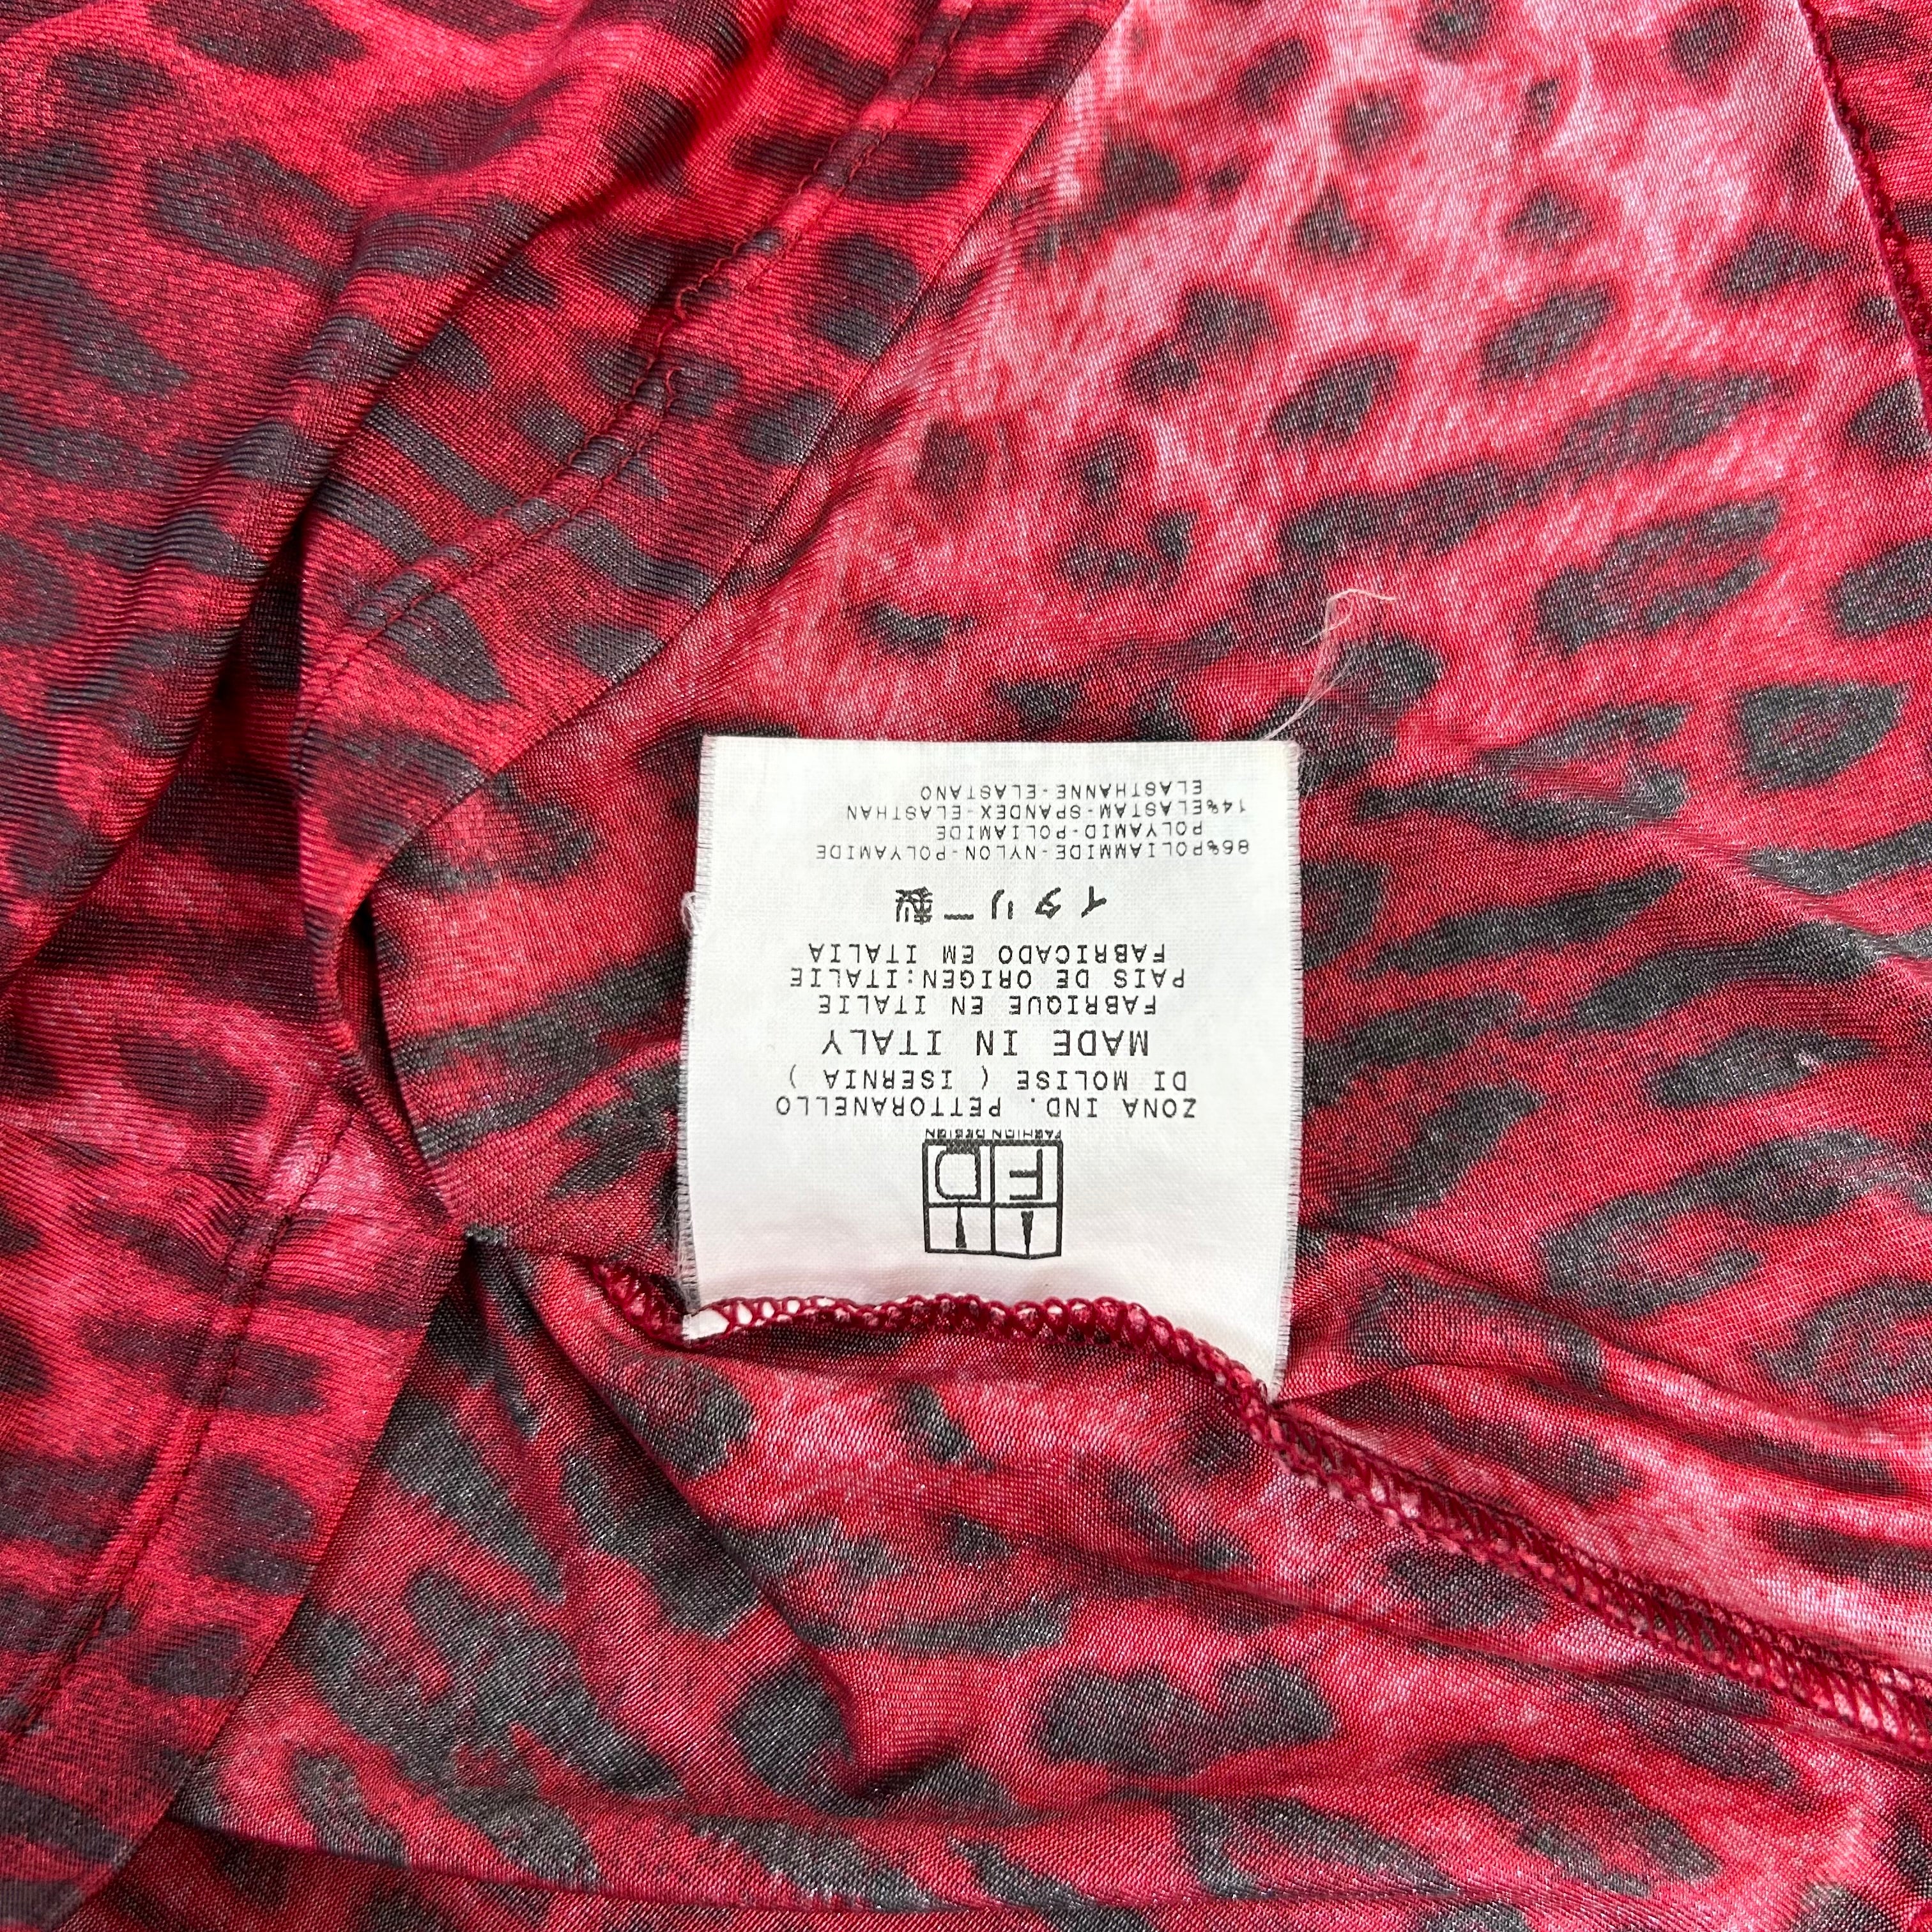 ITTI
FD
FASHION DESIGN
ZONA IND. PETTORANELLO
DI MOLISE ( ISERNIA )
MADE IN ITALY
FABRIQUE EN ITALIE
PAIS DE ORIGEN:ITALIE
FABRICADO EM ITALIA
イタリー製
86%POLIAMMIDE-NYLON-POLYAMIDE
POLYAMID-POLIAMIDE
14%ELASTAM-SPANDEX-ELASTHAN
ELASTHANNE-ELASTANO